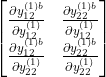 \begin{bmatrix} \frac{\partial y_{12}^{(1)b}}{\partial y_{12}^{(1)}} & \frac{\partial y_{22}^{(1)b}}{\partial y_{12}^{(1)}} \\ \frac{\partial y_{12}^{(1)b}}{\partial y_{22}^{(1)}} & \frac{\partial y_{22}^{(1)b}}{\partial y_{22}^{(1)}} \end{bmatrix}